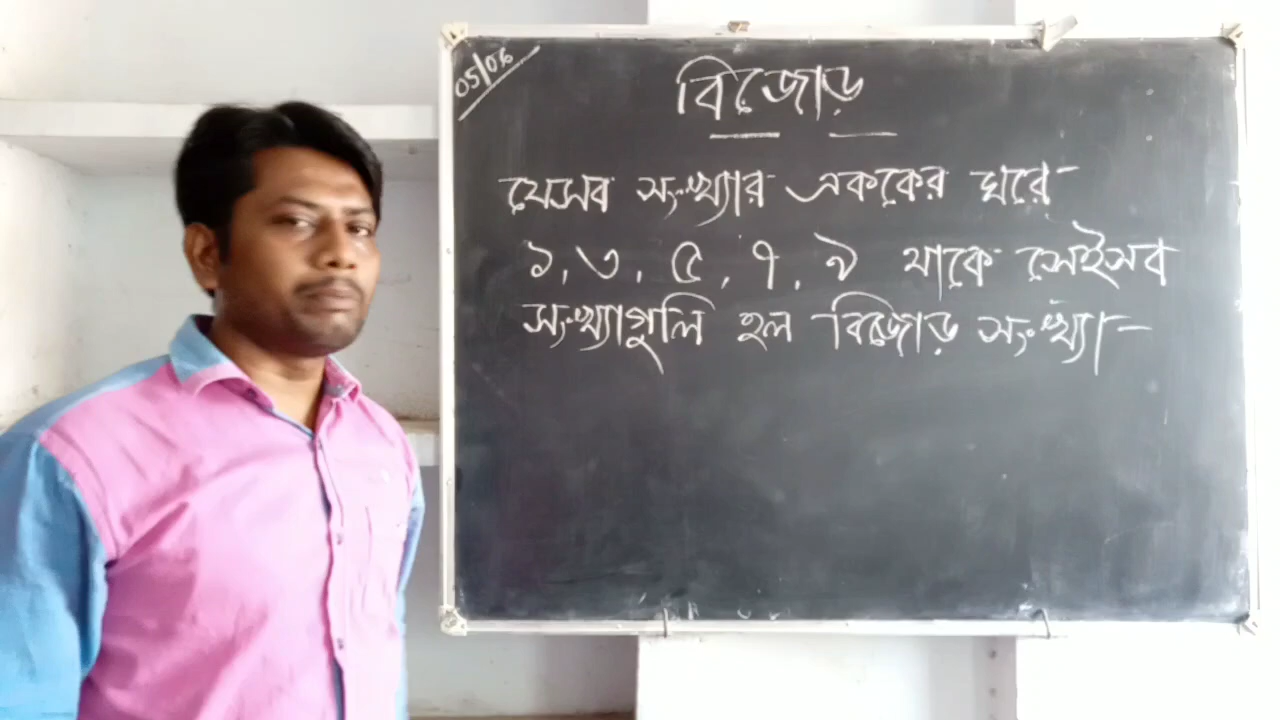 05/06
বিজোড়
যেসব সংখ্যার এককের ঘরে
১, ৩, ৫, ৭, ৯ থাকে সেইসব
সংখ্যাগুলি হল বিজোড় সংখ্যা